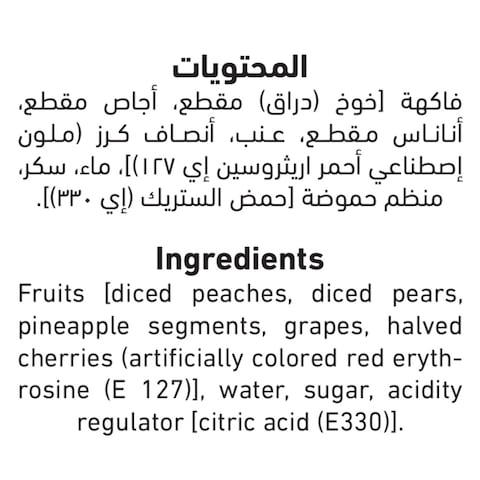 المحتويات
فاكهة [خوخ (دراق) مقطع، أجاص مقطع،
أناناس مقطع، عنب، أنصاف كرز (ملون
إصطناعي أحمر اريثروسين إي ١٢٧)]، ماء، سكر،
منظم حموضة [حمض الستريك (إي ٣٣٠)].
Ingredients
Fruits [diced peaches, diced pears,
pineapple segments, grapes, halved
cherries (artificially colored red eryth-
rosine (E 127)], water, sugar, acidity
regulator [citric acid (E330)].